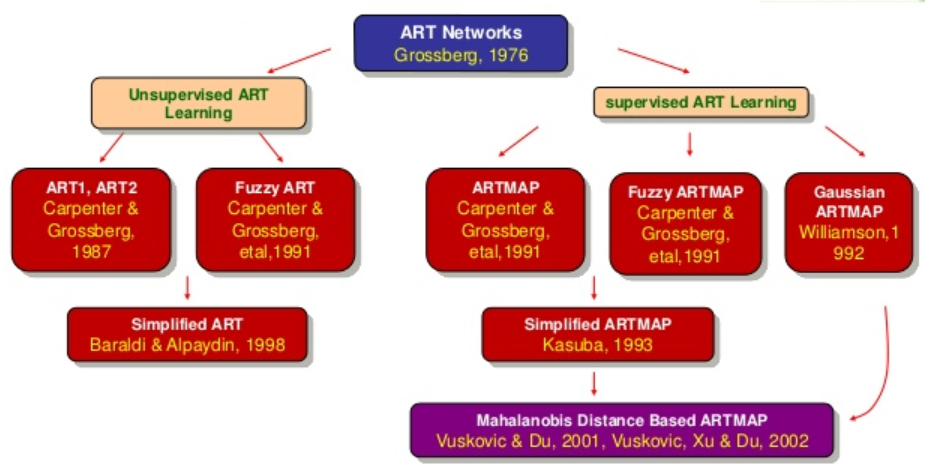 ART Networks
Grossberg, 1976
Unsupervised ART
Learning
supervised ART Learning
ART1, ART2
Carpenter &
Grossberg,
1987
Fuzzy ART
Carpenter &
Grossberg,
etal,1991
ARTMAP
Carpenter &
Grossberg,
etal,1991
Fuzzy ARTMAP
Carpenter &
Grossberg,
etal,1991
Gaussian
ARTMAP
Williamson,1
992
Simplified ART
Baraldi & Alpaydin, 1998
Simplified ARTMAP
Kasuba, 1993
Mahalanobis Distance Based ARTMAP
Vuskovic & Du, 2001, Vuskovic, Xu & Du, 2002